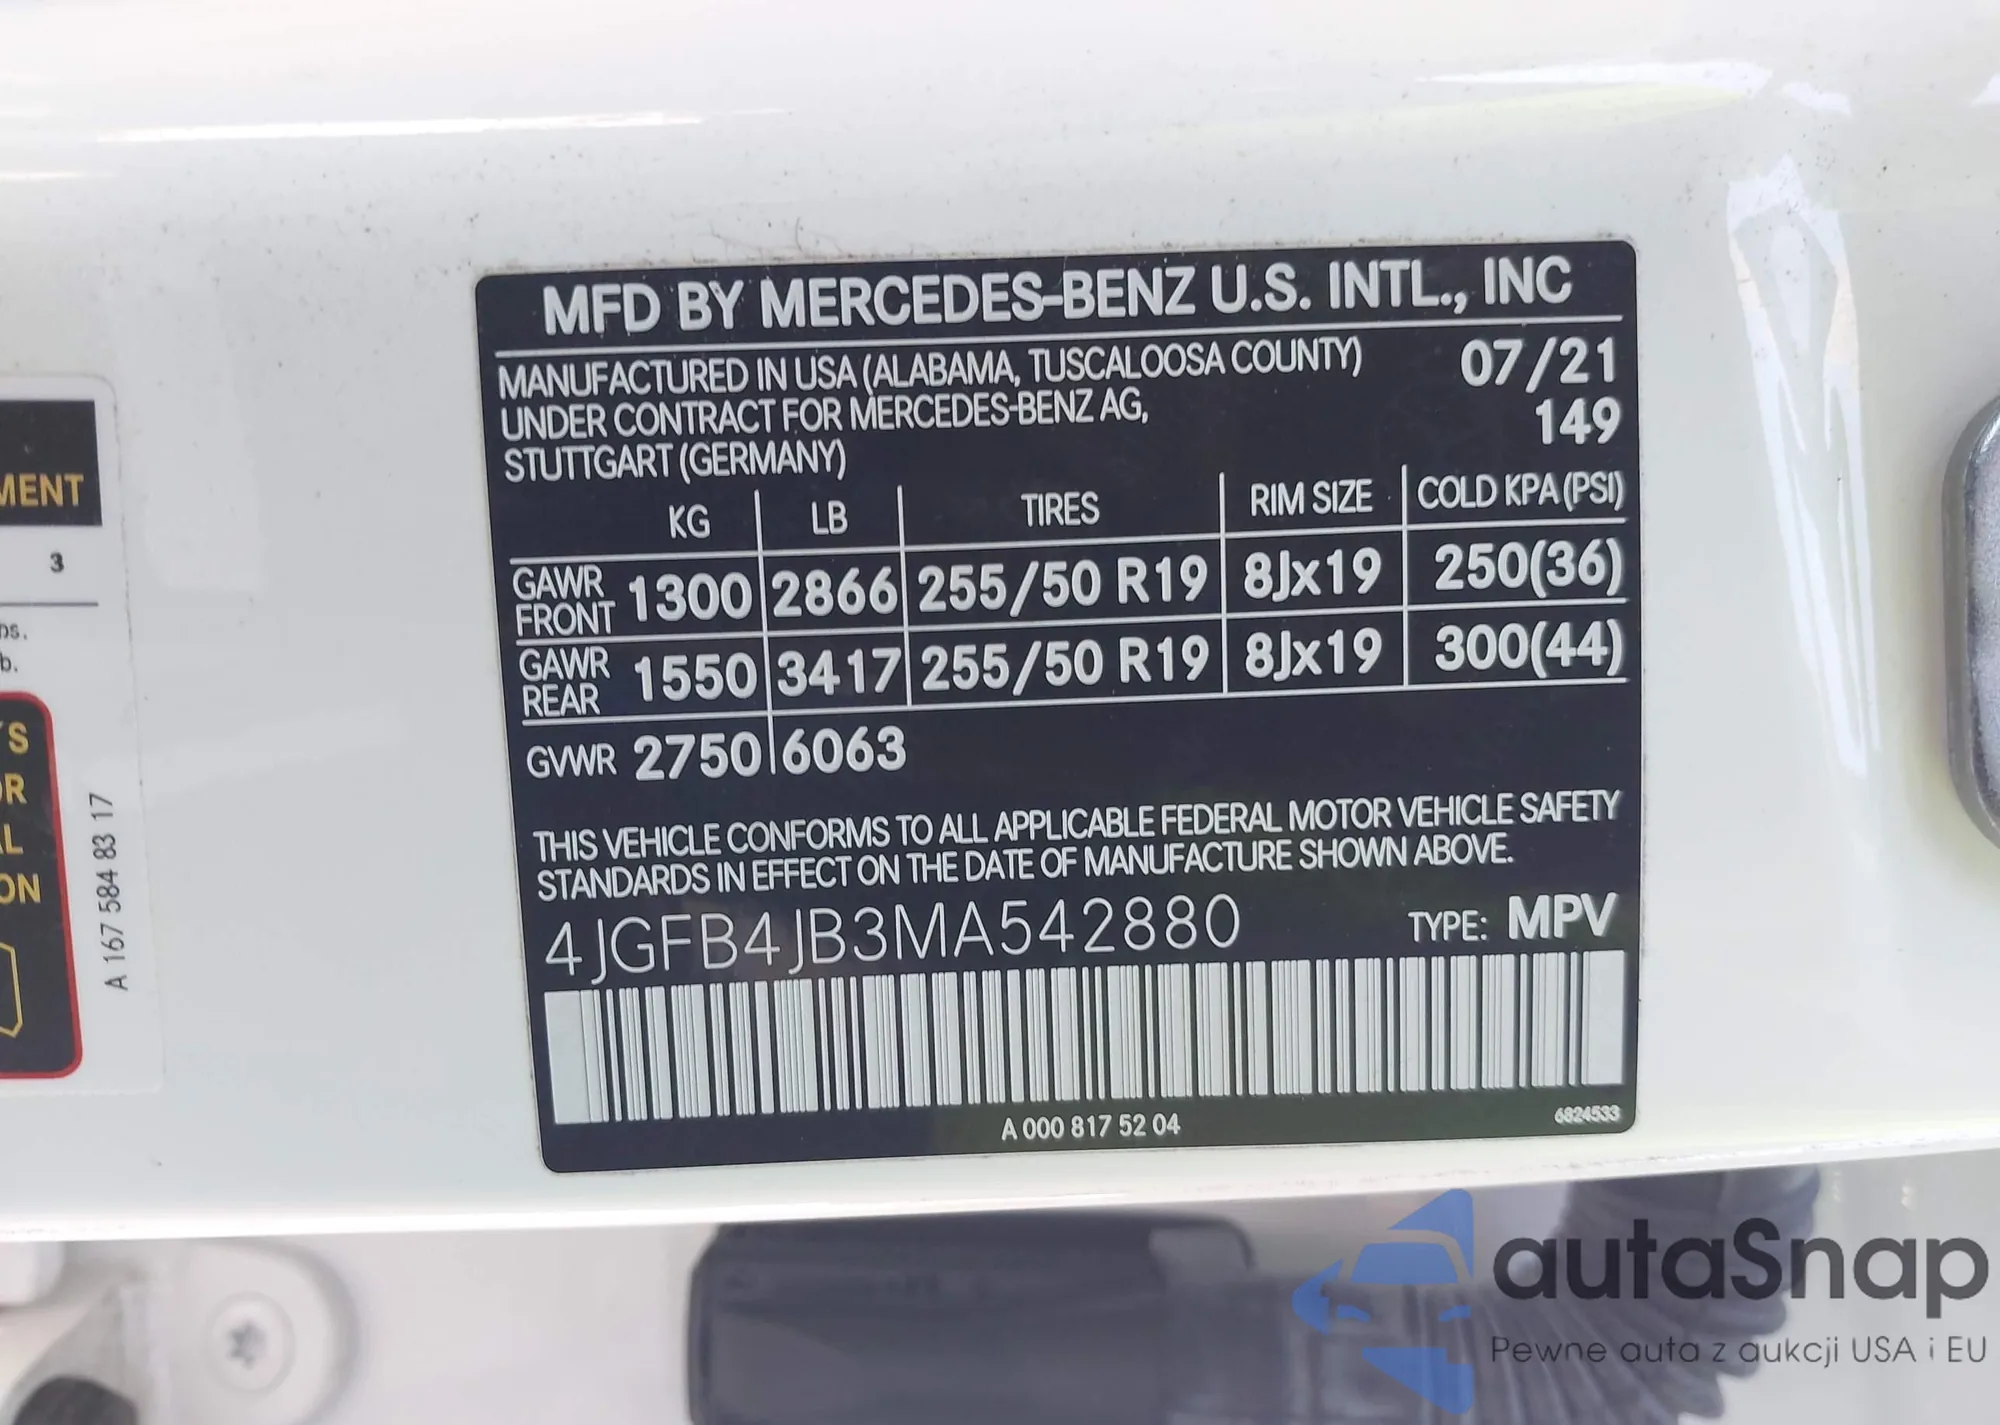 MFD BY MERCEDES-BENZ U.S. INTL., INC
MANUFACTURED IN USA (ALABAMA, TUSCALOOSA COUNTY) 07/21
UNDER CONTRACT FOR MERCEDES-BENZ AG, 149
STUTTGART (GERMANY)
KG LB TIRES RIM SIZE COLD KPA (PSI)
GAWR FRONT 1300 2866 255/50 R19 8Jx19 250(36)
GAWR REAR 1550 3417 255/50 R19 8Jx19 300(44)
GVWR 2750 6063
THIS VEHICLE CONFORMS TO ALL APPLICABLE FEDERAL MOTOR VEHICLE SAFETY
STANDARDS IN EFFECT ON THE DATE OF MANUFACTURE SHOWN ABOVE.
4JGFB4JB3MA542880 TYPE: MPV
A 000 817 52 04 6824533
MENT
3
b.
'S
OR
AL
ON
A 167 584 83 17
autaSnap
Pewne auta z aukcji USA i EU